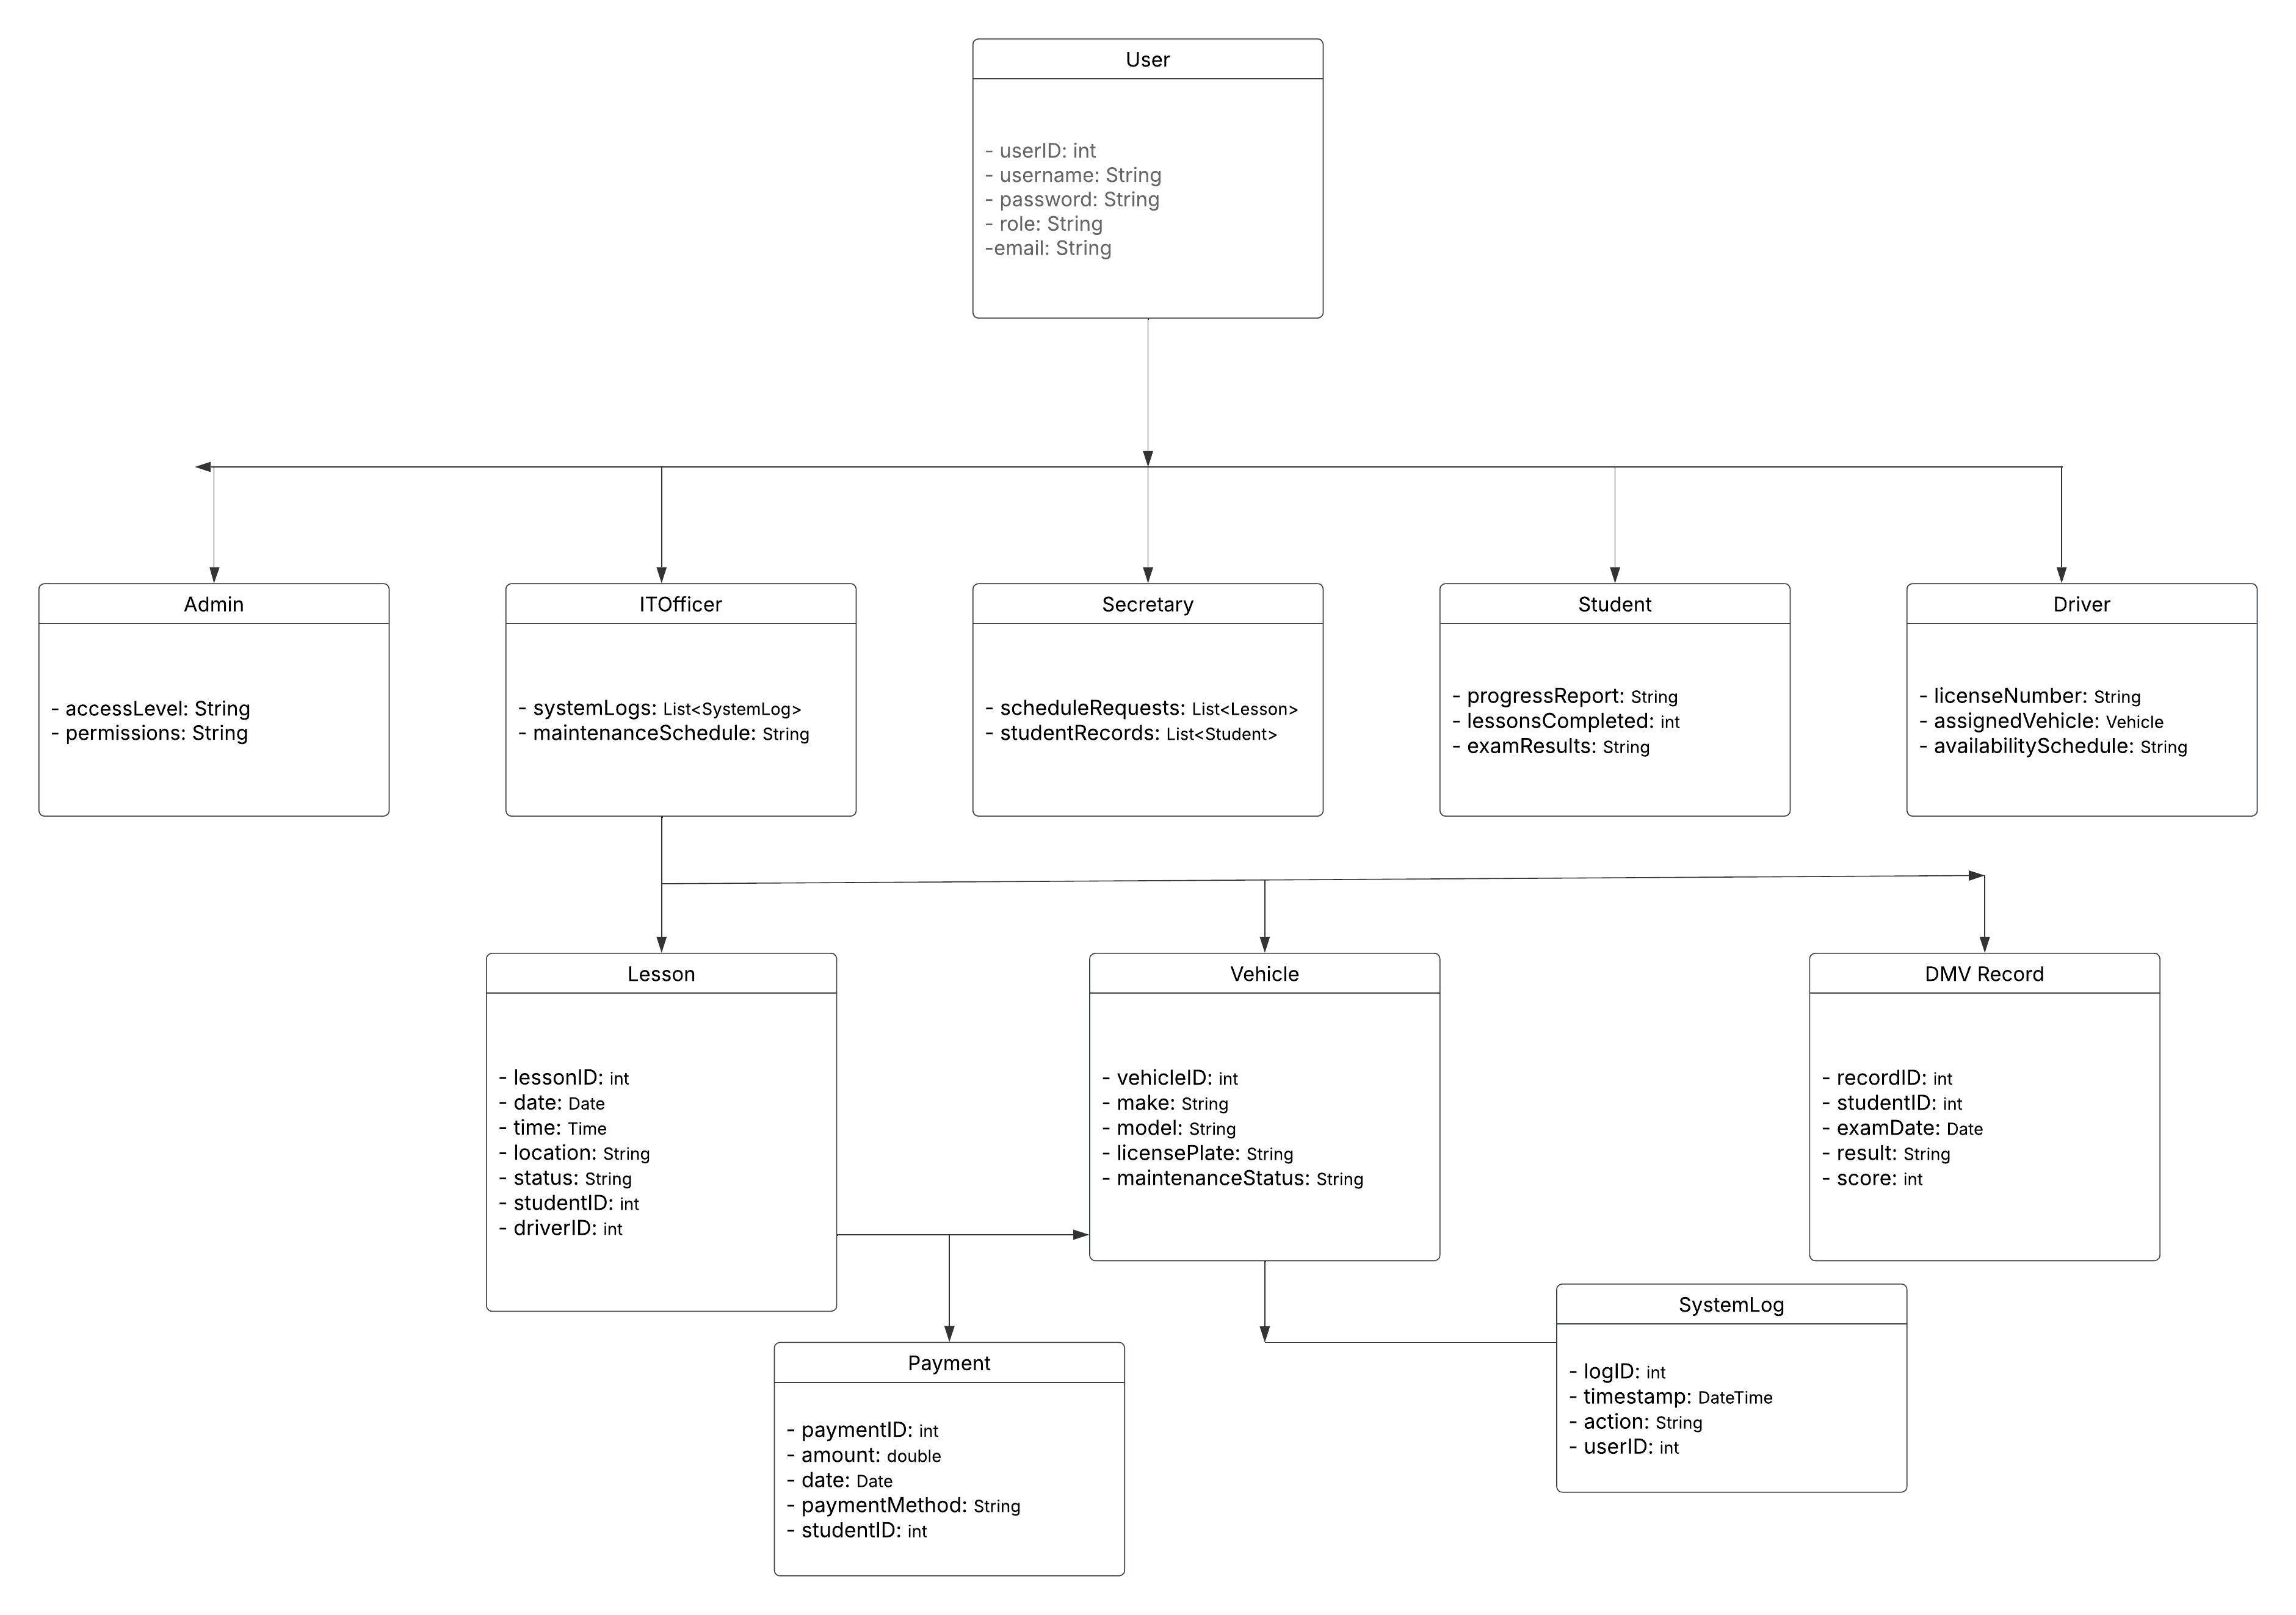 User
- userID: int
- username: String
- password: String
- role: String
-email: String
Admin
- accessLevel: String
- permissions: String
ITOfficer
- systemLogs: List<SystemLog>
- maintenanceSchedule: String
Secretary
- scheduleRequests: List<Lesson>
- studentRecords: List<Student>
Student
- progressReport: String
- lessonsCompleted: int
- examResults: String
Driver
- licenseNumber: String
- assignedVehicle: Vehicle
- availabilitySchedule: String
Lesson
- lessonID: int
- date: Date
- time: Time
- location: String
- status: String
- studentID: int
- driverID: int
Vehicle
- vehicleID: int
- make: String
- model: String
- licensePlate: String
- maintenanceStatus: String
DMV Record
- recordID: int
- studentID: int
- examDate: Date
- result: String
- score: int
Payment
- paymentID: int
- amount: double
- date: Date
- paymentMethod: String
- studentID: int
SystemLog
- logID: int
- timestamp: DateTime
- action: String
- userID: int